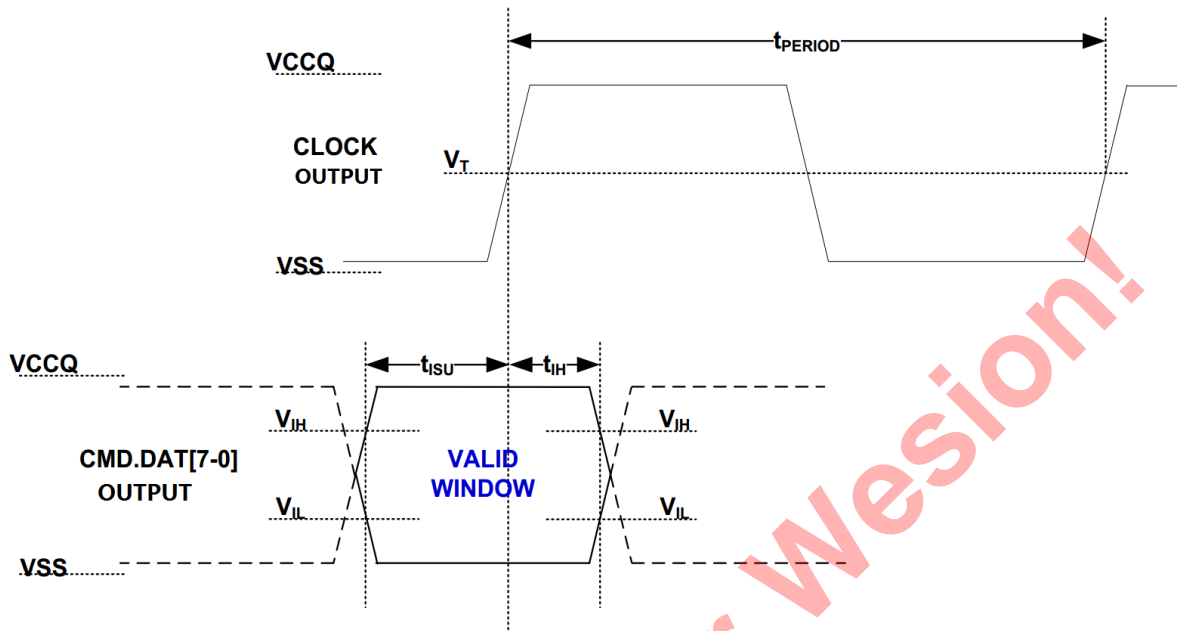 tPERIOD
VCCQ
CLOCK
OUTPUT
VT
VSS
VCCQ
tISU
tIH
VIH
VIH
CMD.DAT[7-0]
OUTPUT
VALID
WINDOW
VIL
VIL
VSS
r Wesion!